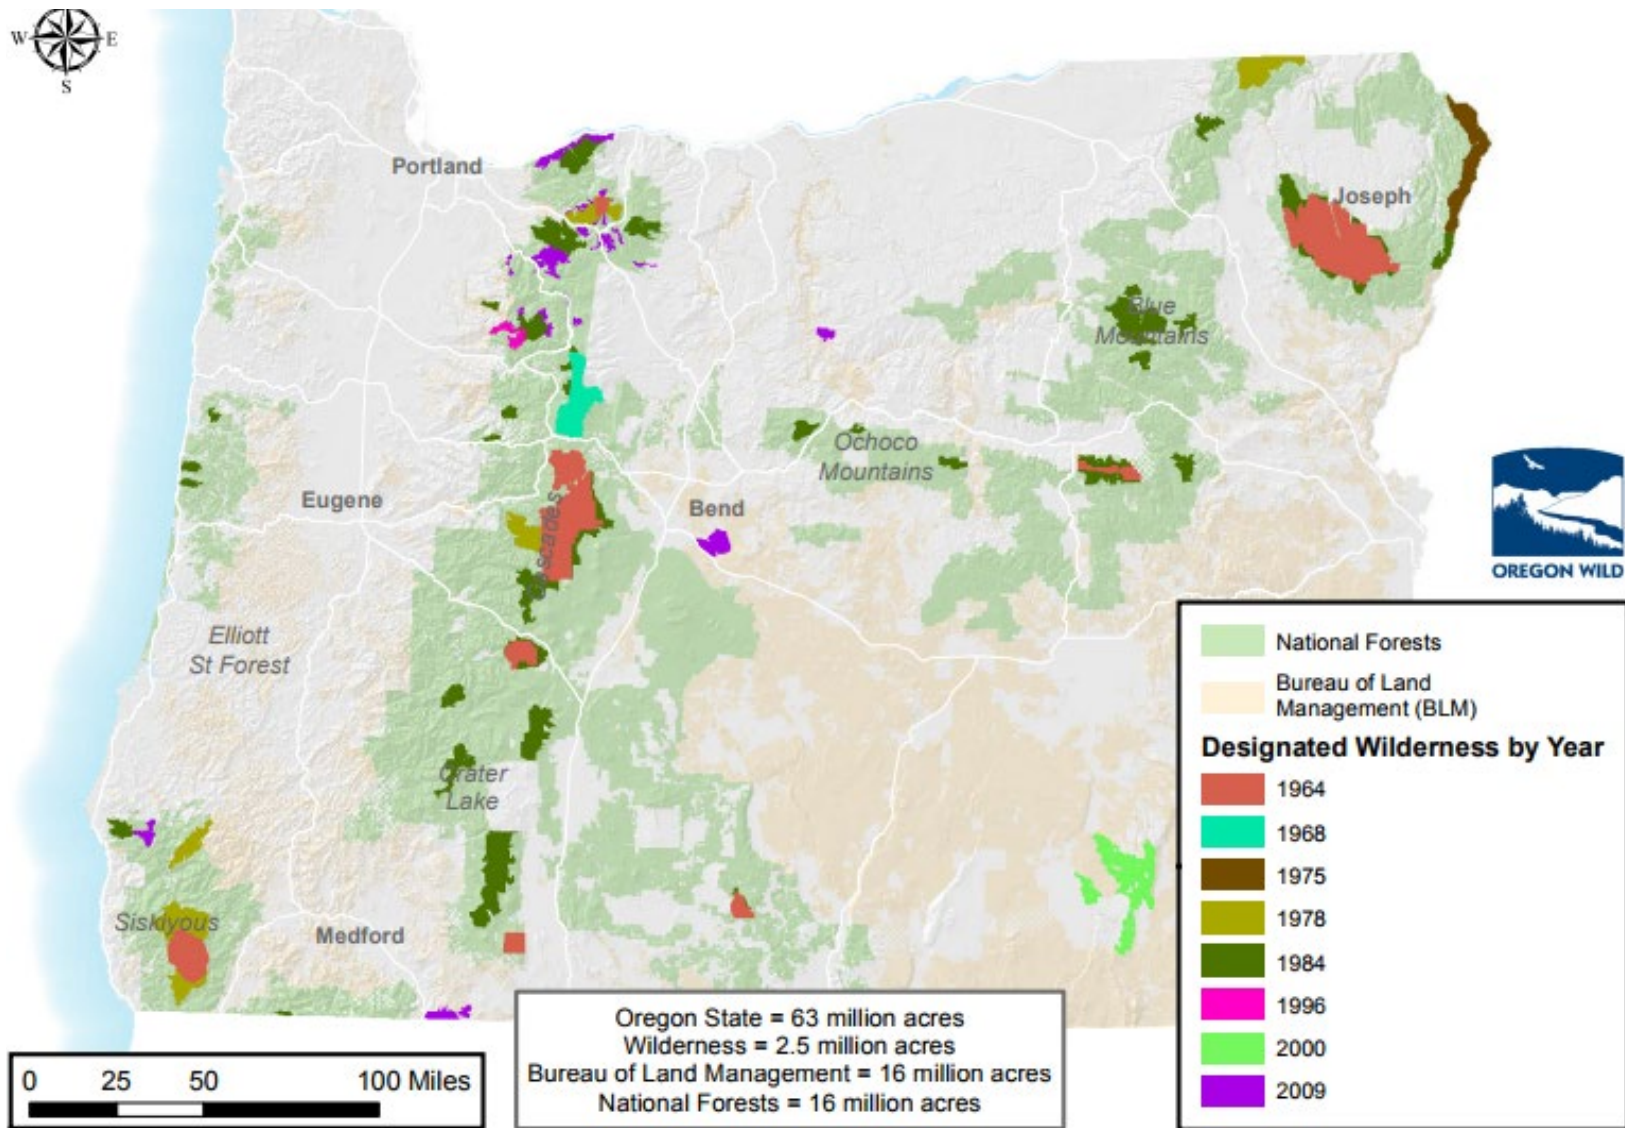 W
E
S
Portland
Joseph
Blue
Mountains
Ochoco
Mountains
Eugene
Cascades
Bend
OREGON WILD
Elliott
St Forest
Crater
Lake
Siskiyous
Medford
National Forests
Bureau of Land
Management (BLM)
Designated Wilderness by Year
1964
1968
1975
1978
1984
1996
2000
2009
Oregon State = 63 million acres
Wilderness = 2.5 million acres
Bureau of Land Management = 16 million acres
National Forests = 16 million acres
0 25 50 100 Miles